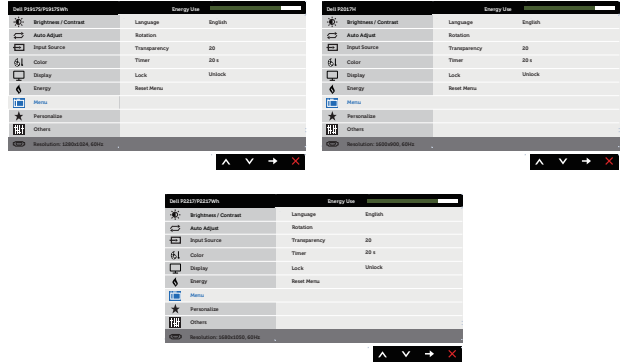 Dell P1917S/P1917SWh Energy Use
Brightness / Contrast Language English
Auto Adjust Rotation
Input Source Transparency 20
Color Timer 20 s
Display Lock Unlock
Energy Reset Menu
Menu
Personalize
Others
Resolution: 1280x1024, 60Hz
Dell P2017H Energy Use
Brightness / Contrast Language English
Auto Adjust Rotation
Input Source Transparency 20
Color Timer 20 s
Display Lock Unlock
Energy Reset Menu
Menu
Personalize
Others
Resolution: 1600x900, 60Hz
Dell P2217/P2217Wh Energy Use
Brightness / Contrast Language English
Auto Adjust Rotation
Input Source Transparency 20
Color Timer 20 s
Display Lock Unlock
Energy Reset Menu
Menu
Personalize
Others
Resolution: 1680x1050, 60Hz